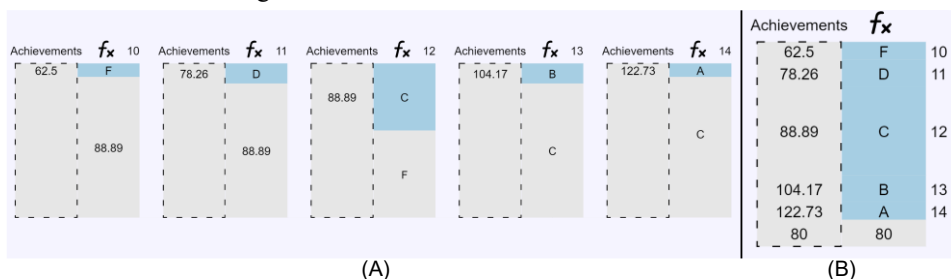 Achievements fx 10
62.5 F
88.89
Achievements fx 11
78.26 D
88.89
Achievements fx 12
88.89 C
F
Achievements fx 13
104.17 B
C
Achievements fx 14
122.73 A
C
(A)
Achievements fx
62.5 F 10
78.26 D 11
88.89 C 12
104.17 B 13
122.73 A 14
80 80
(B)